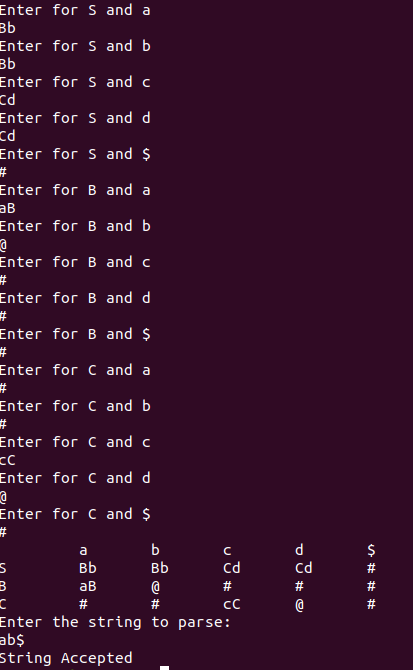 Enter for S and a
Bb
Enter for S and b
Bb
Enter for S and c
Cd
Enter for S and d
Cd
Enter for S and $
#
Enter for B and a
aB
Enter for B and b
@
Enter for B and c
#
Enter for B and d
#
Enter for B and $
#
Enter for C and a
#
Enter for C and b
#
Enter for C and c
cC
Enter for C and d
@
Enter for C and $
#
a b c d $
S Bb Bb Cd Cd #
B aB @ # # #
C # # cC @ #
Enter the string to parse:
ab$
String Accepted